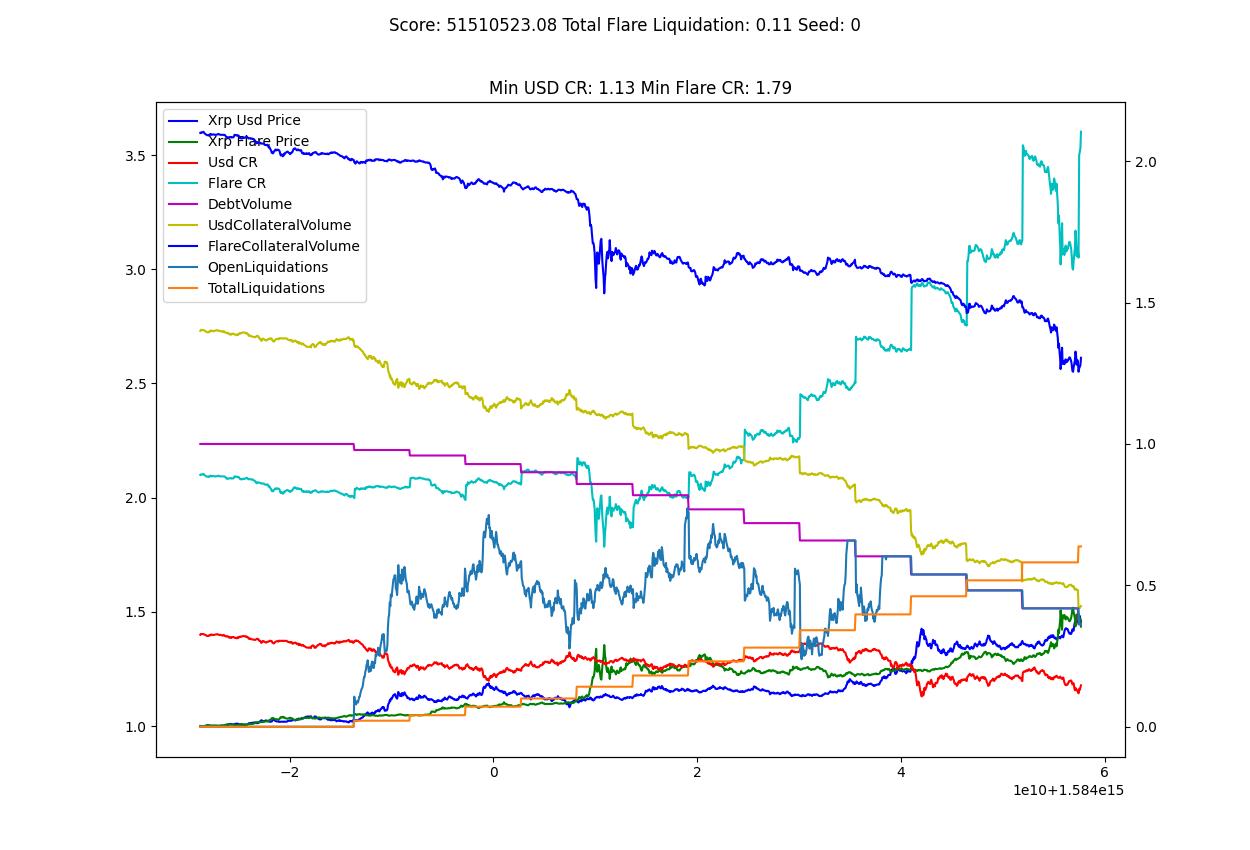 Score: 51510523.08 Total Flare Liquidation: 0.11 Seed: 0
Min USD CR: 1.13 Min Flare CR: 1.79
Xrp Usd Price
Xrp Flare Price
Usd CR
Flare CR
DebtVolume
UsdCollateralVolume
FlareCollateralVolume
OpenLiquidations
TotalLiquidations
3.5
3.0
2.5
2.0
1.5
1.0
2.0
1.5
1.0
0.5
0.0
−2
0
2
4
6
1e10+1.584e15